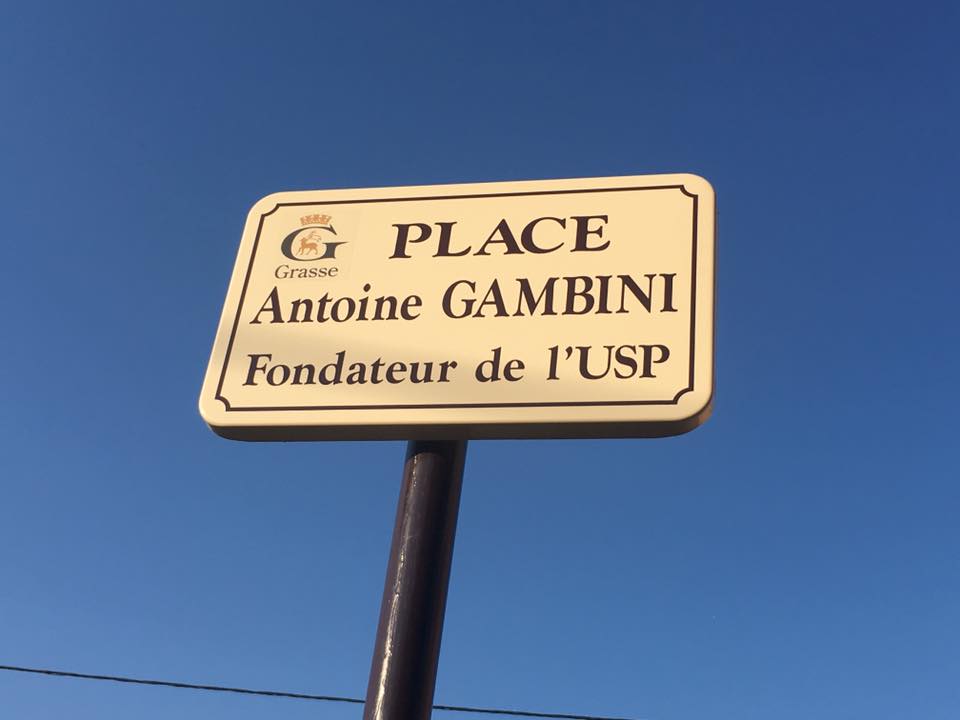 PLACE
Grasse
Antoine GAMBINI
Fondateur de l'USP